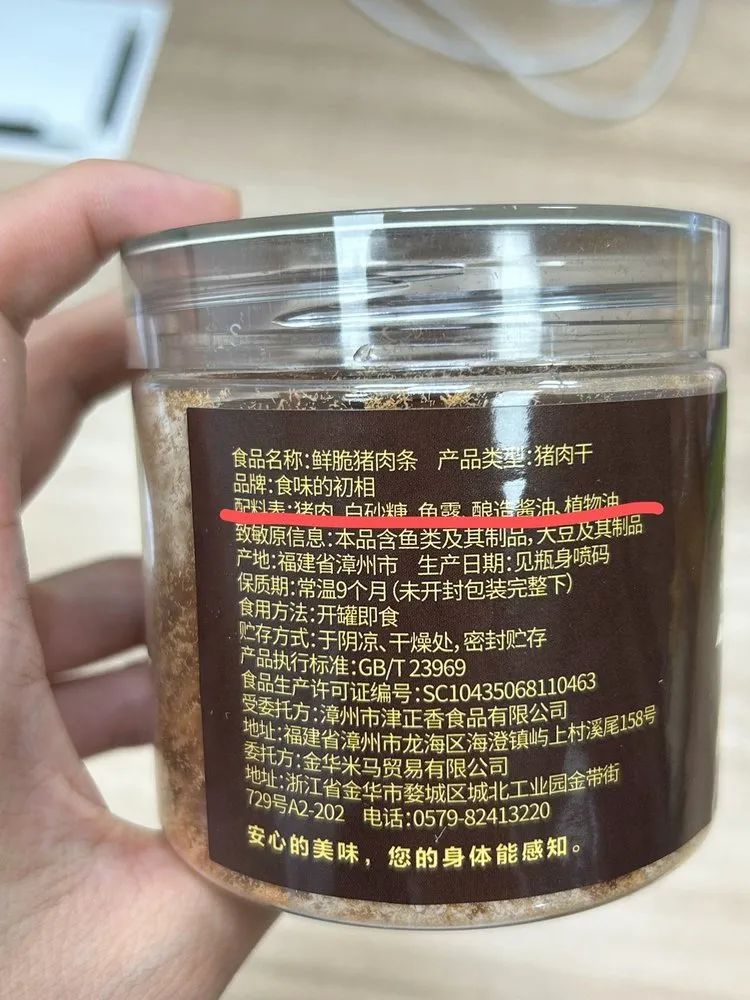 食品名称:鲜脆猪肉条 产品类型:猪肉干
品牌:食味的初相
配料表:猪肉、白砂糖、鱼露、酿造酱油、植物油
致敏原信息:本品含鱼类及其制品,大豆及其制品
产地:福建省漳州市 生产日期:见瓶身喷码
保质期:常温9个月(未开封包装完整下)
食用方法:开罐即食
贮存方式:于阴凉、干燥处,密封贮存
产品执行标准:GB/T 23969
食品生产许可证编号:SC10435068110463
受委托方:漳州市津正香食品有限公司
地址:福建省漳州市龙海区海澄镇屿上村溪尾158号
委托方:金华米马贸易有限公司
地址:浙江省金华市婺城区城北工业园金带街
729号A2-202 电话:0579-82413220
安心的美味，您的身体能感知。